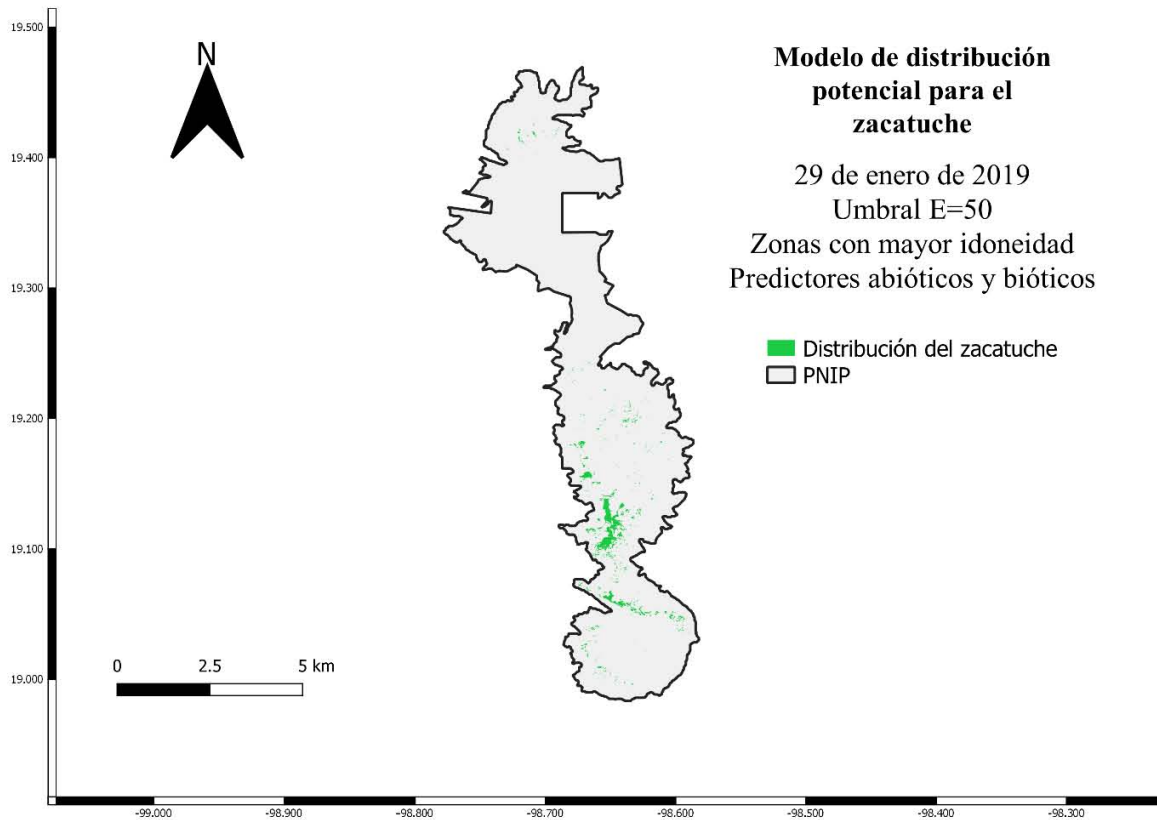 19.500
19.400
19.300
19.200
19.100
19.000
N
Modelo de distribución
potencial para el
zacatuche
29 de enero de 2019
Umbral E=50
Zonas con mayor idoneidad
Predictores abióticos y bióticos
Distribución del zacatuche
PNIP
0 2.5 5 km
-99.000 -98.900 -98.800 -98.700 -98.600 -98.500 -98.400 -98.300